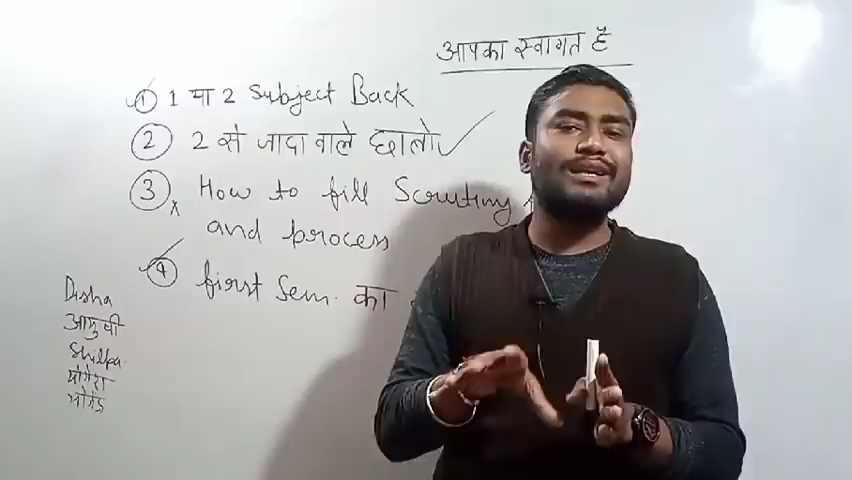 आपका स्वागत है
1 1 या 2 Subject Back
2 2 से जादा वाले छात्रो ✓
3 How to fill Scrutiny
and process
4 first Sem. का
Disha
आयुषी
Shilpa
योगेश